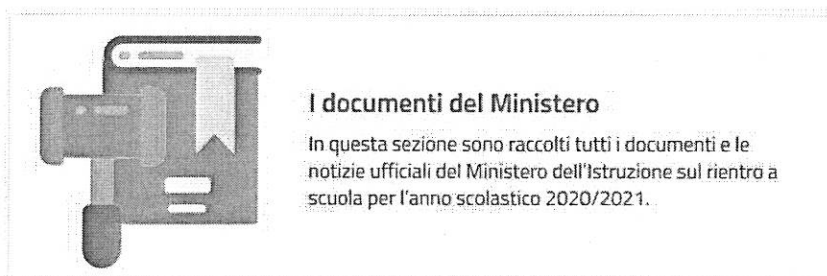 I documenti del Ministero
In questa sezione sono raccolti tutti i documenti e le
notizie ufficiali del Ministero dell'Istruzione sul rientro a
scuola per l'anno scolastico 2020/2021.